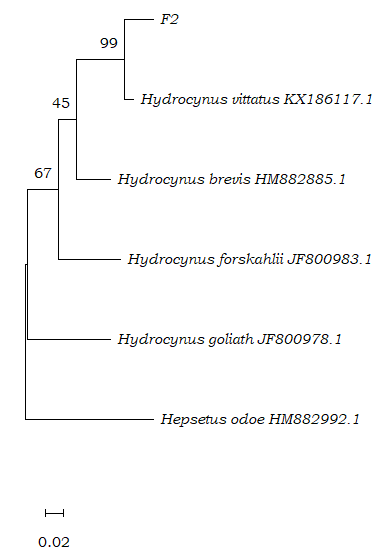 F2
99
Hydrocynus vittatus KX186117.1
45
Hydrocynus brevis HM882885.1
67
Hydrocynus forskahlii JF800983.1
Hydrocynus goliath JF800978.1
Hepsetus odoe HM882992.1
0.02